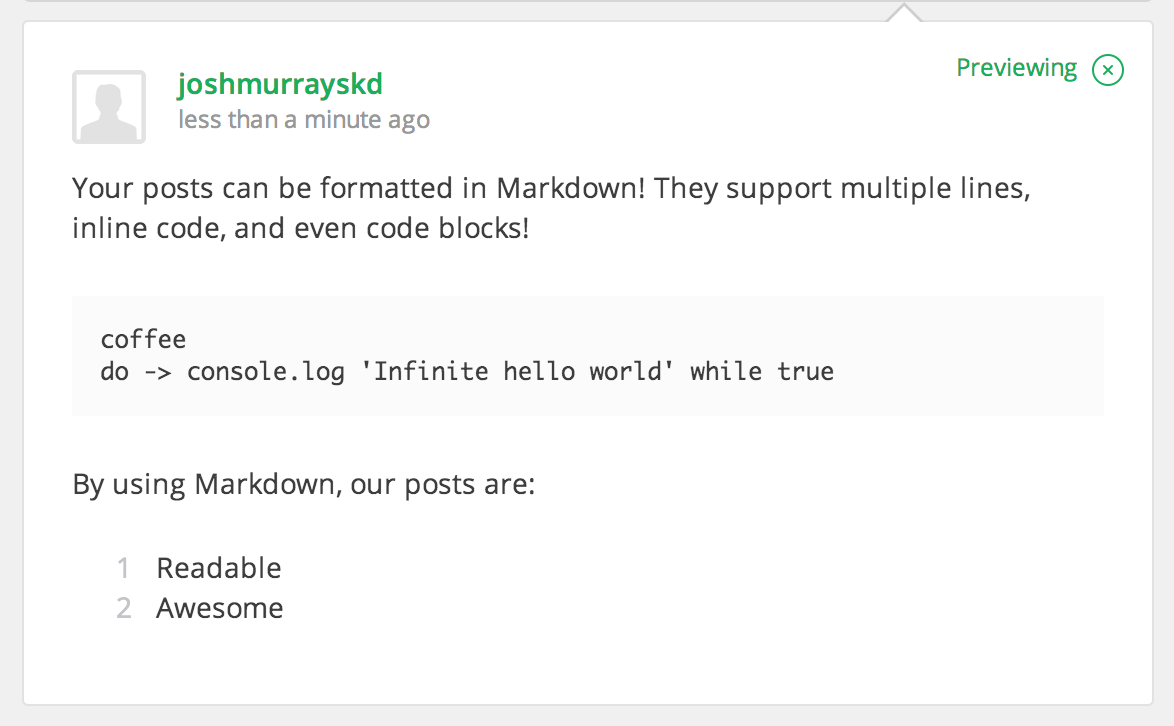 joshmurrayskd
Previewing
less than a minute ago
Your posts can be formatted in Markdown! They support multiple lines,
inline code, and even code blocks!
coffee
do -> console.log 'Infinite hello world' while true
By using Markdown, our posts are:
1 Readable
2 Awesome